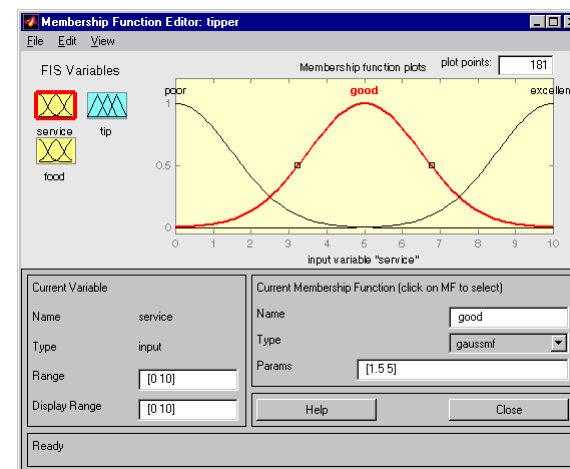 Membership Function Editor: tipper
File Edit View
FIS Variables
Membership function plots
plot points: 181
service tip
food
poor good excellen
1
0.5
0
0 1 2 3 4 5 6 7 8 9 10
input variable "service"
Current Variable
Name service
Type input
Range [0 10]
Display Range [0 10]
Current Membership Function (click on MF to select)
Name good
Type gaussmf
Params [1.5 5]
Help Close
Ready